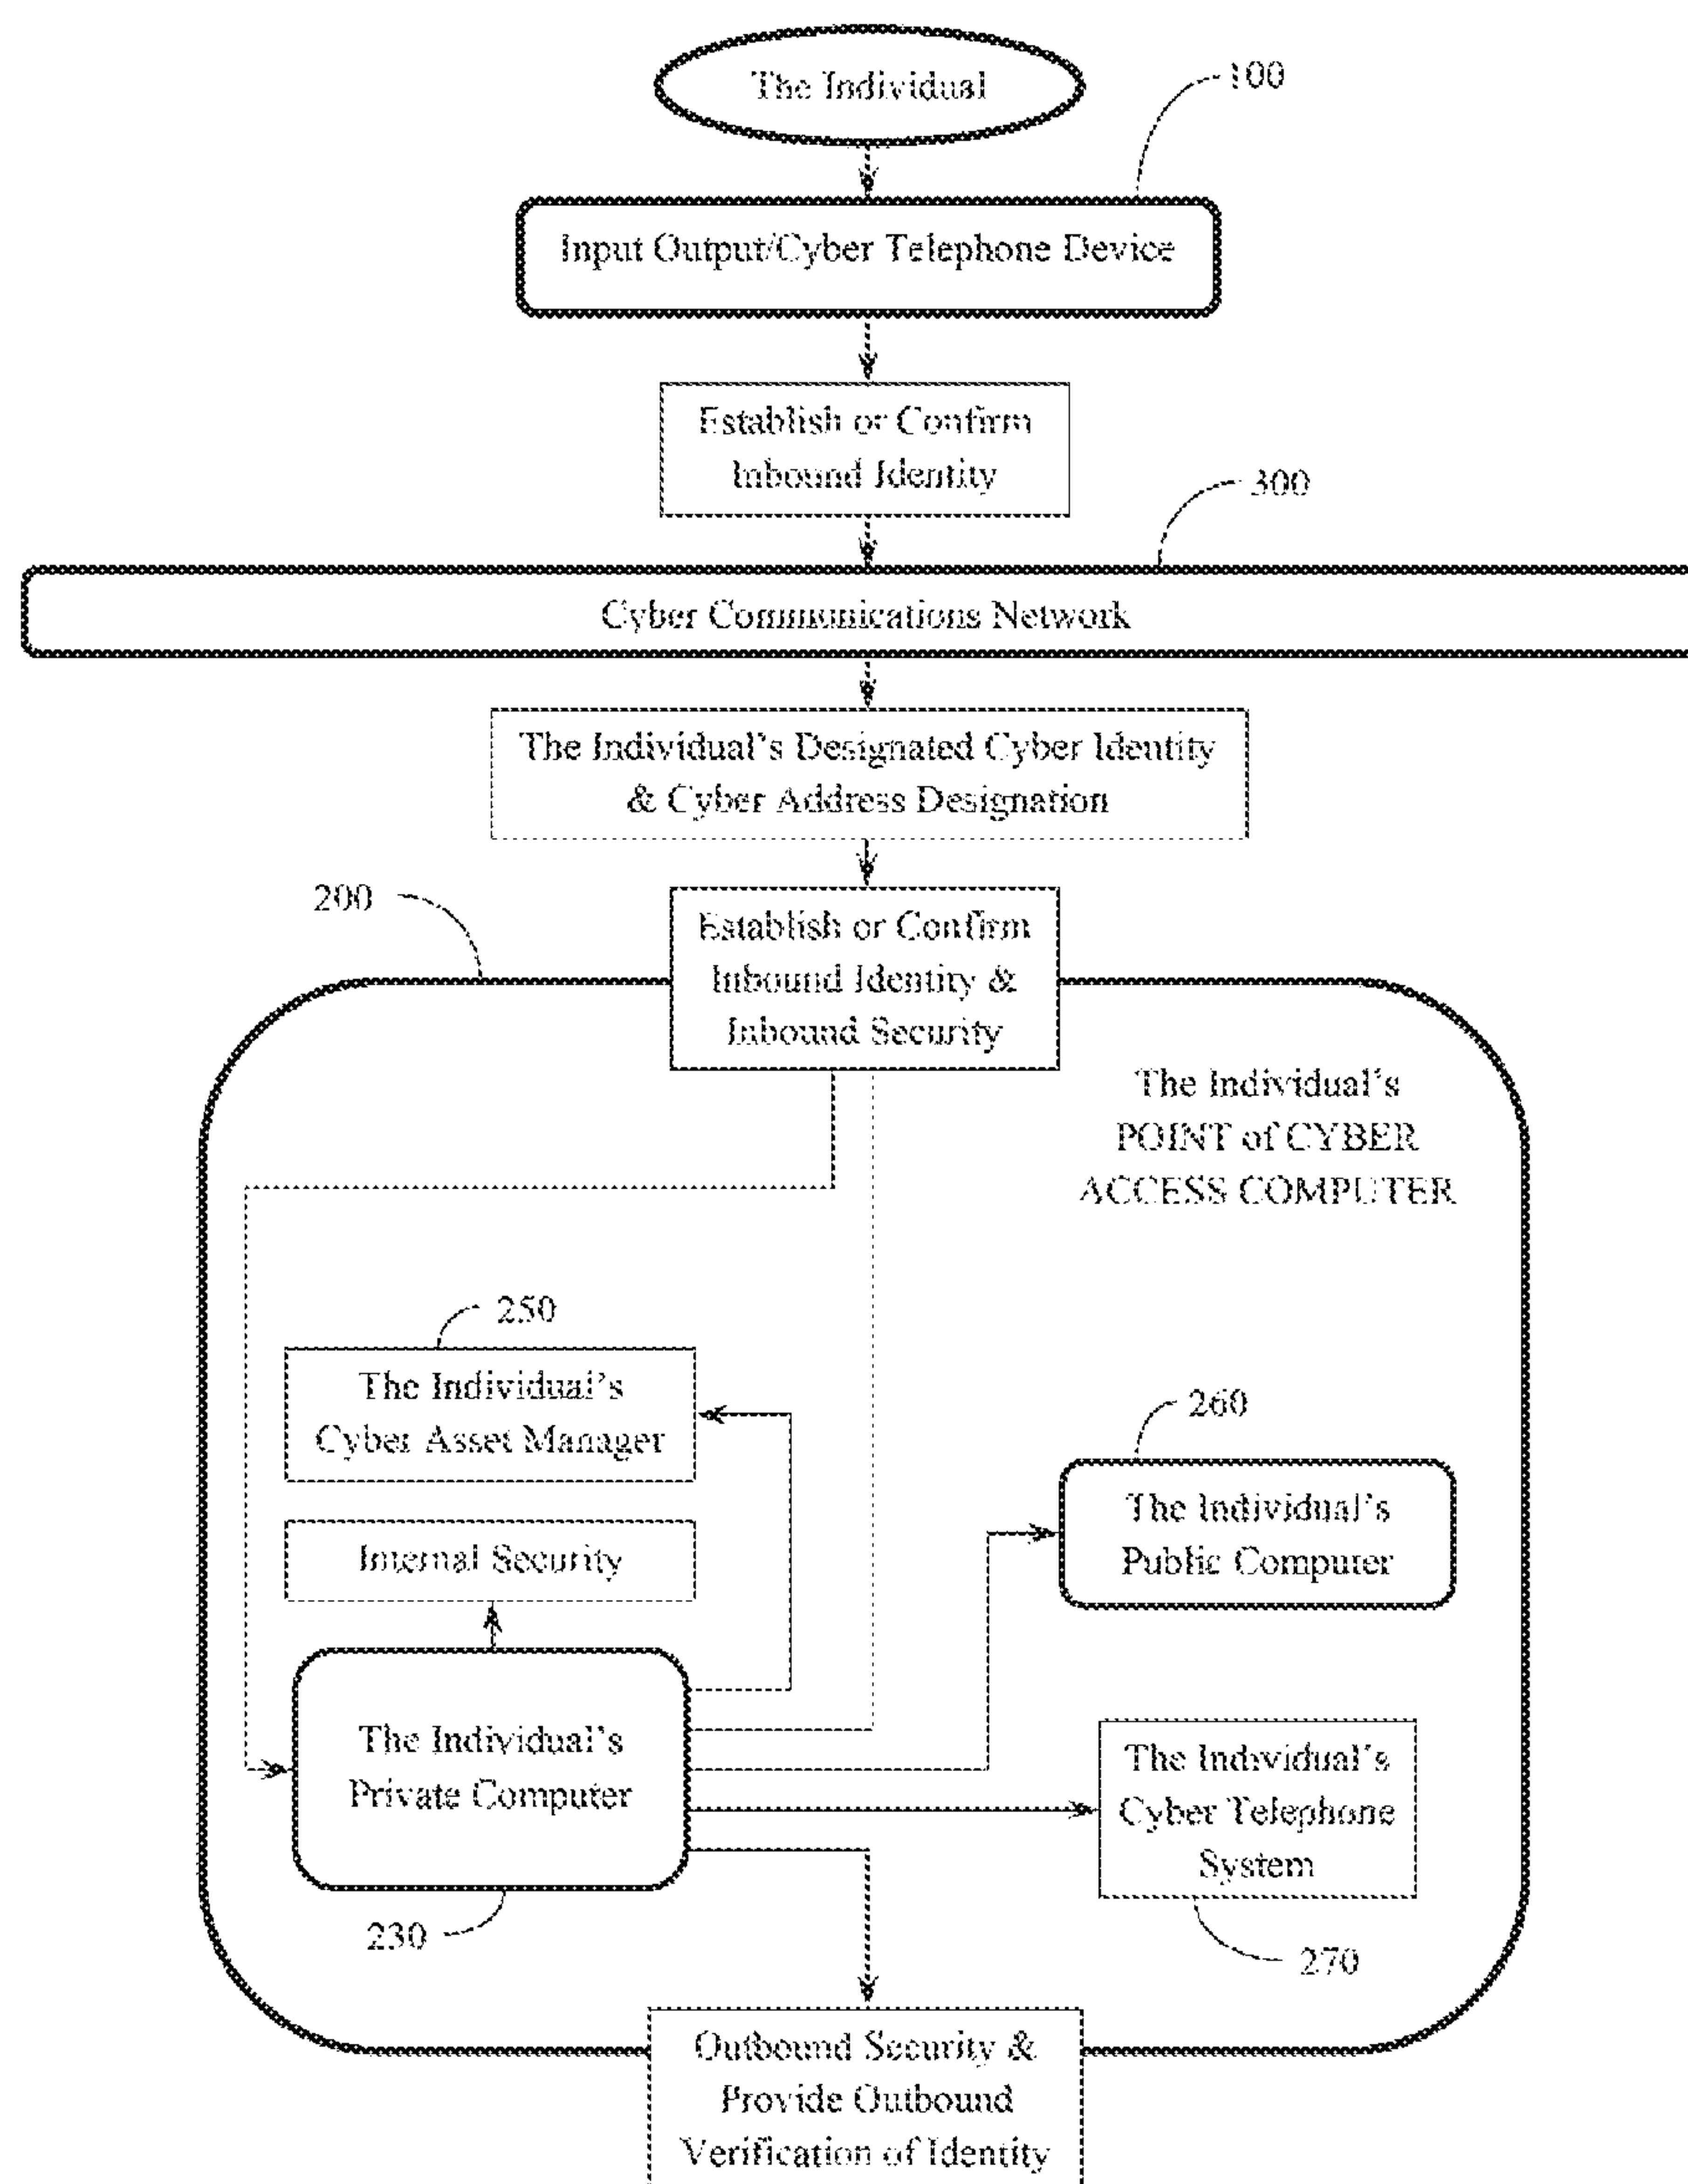 The Individual
100
Input Output/Cyber Telephone Device
Establish or Confirm
Inbound Identity
300
Cyber Communications Network
The Individual's Designated Cyber Identity
& Cyber Address Designation
200
Establish or Confirm
Inbound Identity &
Inbound Security
The Individual's
POINT of CYBER
ACCESS COMPUTER
250
The Individual's
Cyber Asset Manager
260
The Individual's
Public Computer
Internal Security
The Individual's
Private Computer
230
The Individual's
Cyber Telephone
System
270
Outbound Security &
Provide Outbound
Verification of Identity